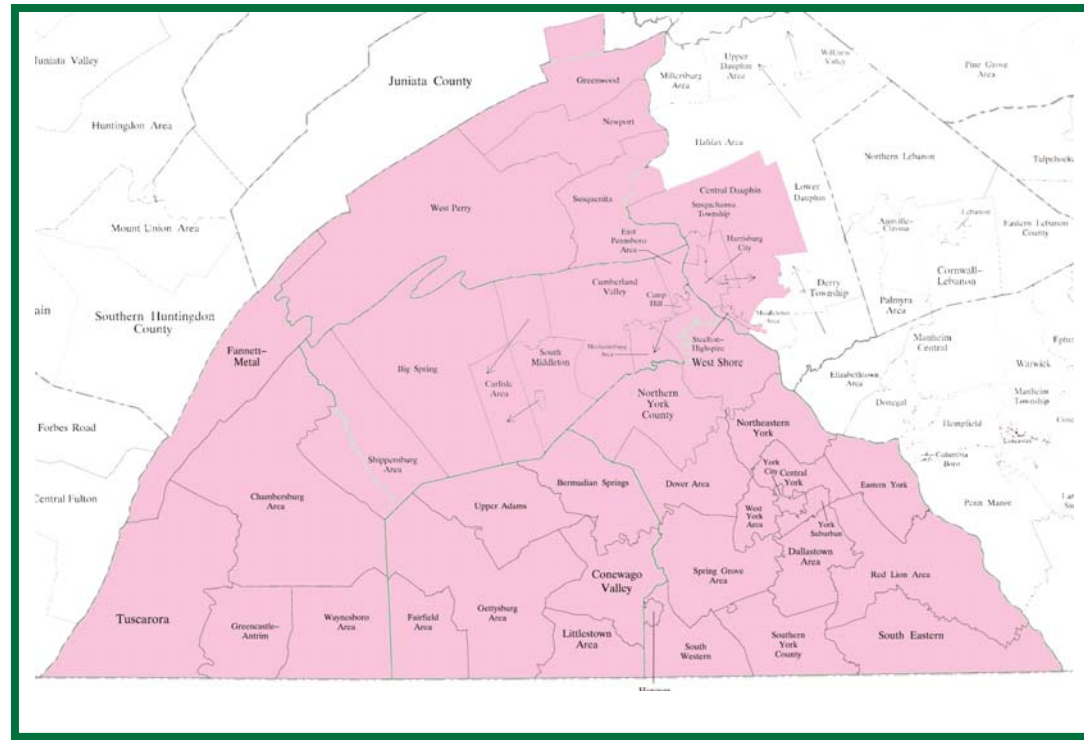 Juniata Valley
Juniata County
Greenwood
Millersburg
Area
Upper
Dauphin
Area
Williams
Valley
Pine Grove
Area
Huntingdon Area
Newport
Halifax Area
Northern Lebanon
Mount Union Area
West Perry
Susquenita
Central Dauphin
Susquehanna
Township
Lower
Dauphin
East
Pennsboro
Area
Harrisburg
City
Annville-
Cleona
Lebanon
Eastern Lebanon
County
ain
Southern Huntingdon
County
Cumberland
Valley
Camp
Hill
Derry
Township
Palmyra
Area
Cornwall-
Lebanon
Fannett-
Metal
Big Spring
Carlisle
Area
South
Middleton
Mechanicsburg
Area
Steelton-
Highspire
West Shore
Middletown
Area
Manheim
Central
Elizabethtown
Area
Warwick
Forbes Road
Northern
York
County
Donegal
Hempfield
Manheim
Township
Columbia
Boro
Northeastern
York
Central Fulton
Shippensburg
Area
Chambersburg
Area
Upper Adams
Bermudian Springs
Dover Area
York
City
Central
York
Eastern York
Penn Manor
West
York
Area
York
Suburban
Dallastown
Area
Spring Grove
Area
Red Lion Area
Conewago
Valley
Tuscarora
Greencastle-
Antrim
Waynesboro
Area
Fairfield
Area
Gettysburg
Area
Littlestown
Area
South
Western
Southern
York
County
South Eastern